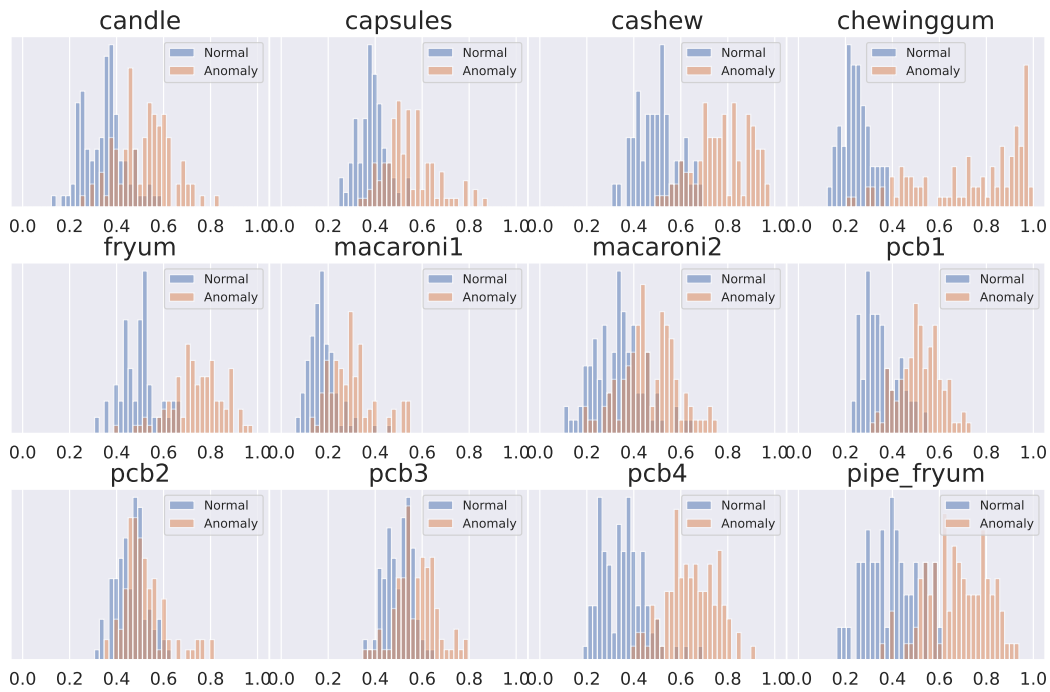 candle capsules cashew chewinggum
Normal Normal Normal Normal
Anomaly Anomaly Anomaly Anomaly
0.0 0.2 0.4 0.6 0.8 1.0 0.0 0.2 0.4 0.6 0.8 1.0 0.0 0.2 0.4 0.6 0.8 1.0 0.0 0.2 0.4 0.6 0.8 1.0
fryum macaroni1 macaroni2 pcb1
Normal Normal Normal Normal
Anomaly Anomaly Anomaly Anomaly
0.0 0.2 0.4 0.6 0.8 1.0 0.0 0.2 0.4 0.6 0.8 1.0 0.0 0.2 0.4 0.6 0.8 1.0 0.0 0.2 0.4 0.6 0.8 1.0
pcb2 pcb3 pcb4 pipe_fryum
Normal Normal Normal Normal
Anomaly Anomaly Anomaly Anomaly
0.0 0.2 0.4 0.6 0.8 1.0 0.0 0.2 0.4 0.6 0.8 1.0 0.0 0.2 0.4 0.6 0.8 1.0 0.0 0.2 0.4 0.6 0.8 1.0